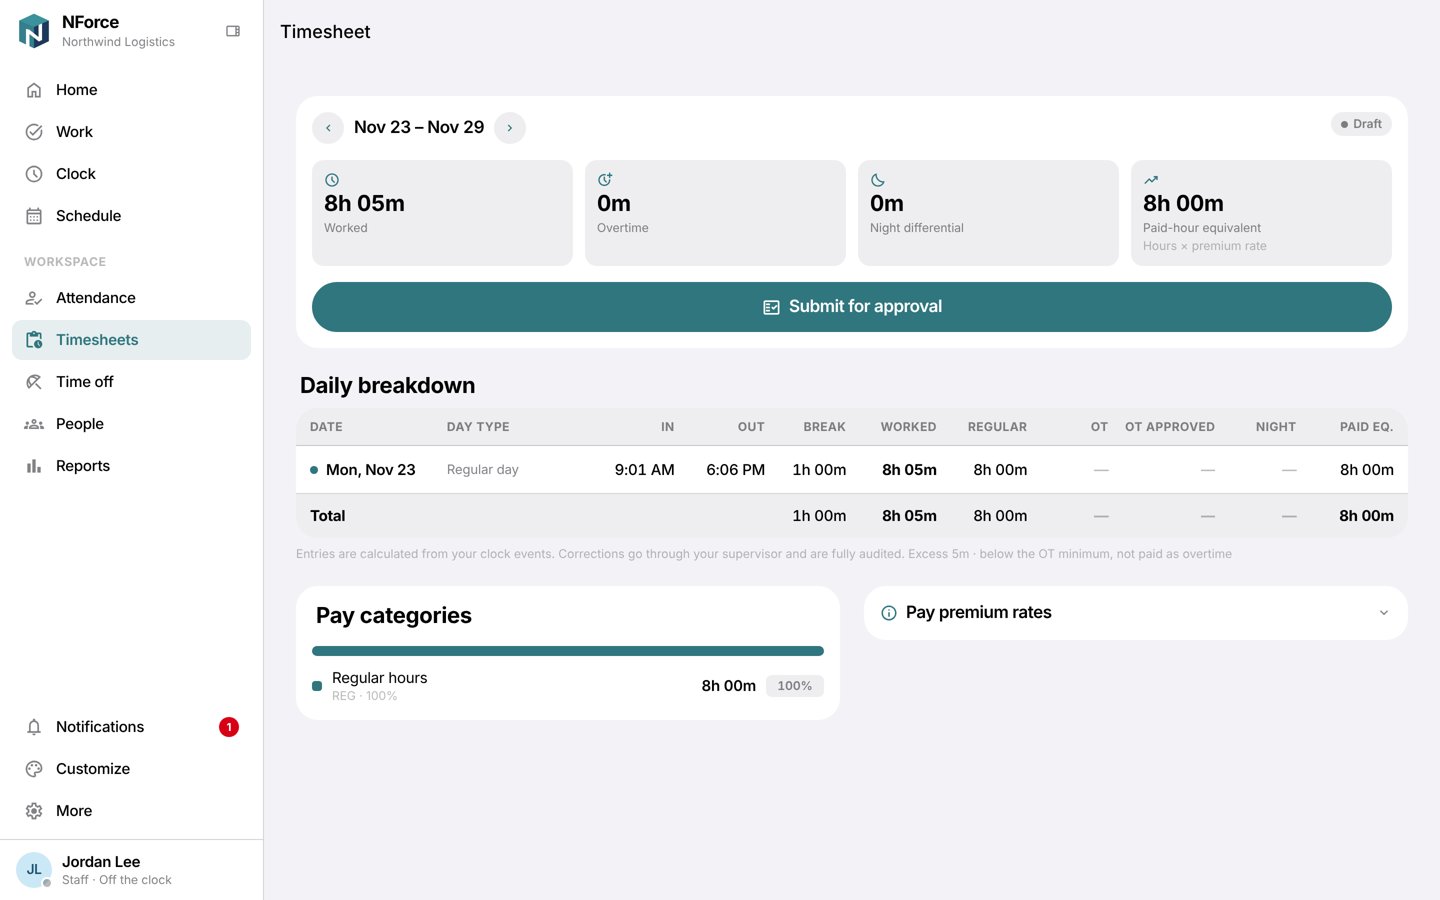 NForce
Northwind Logistics
Home
Work
Clock
Schedule
WORKSPACE
Attendance
Timesheets
Time off
People
Reports
Notifications 1
Customize
More
JL
Jordan Lee
Staff · Off the clock
Timesheet
Nov 23 – Nov 29
Draft
8h 05m
Worked
0m
Overtime
0m
Night differential
8h 00m
Paid-hour equivalent
Hours × premium rate
Submit for approval
Daily breakdown
DATE DAY TYPE IN OUT BREAK WORKED REGULAR OT OT APPROVED NIGHT PAID EQ.
Mon, Nov 23 Regular day 9:01 AM 6:06 PM 1h 00m 8h 05m 8h 00m — — — 8h 00m
Total 1h 00m 8h 05m 8h 00m — — — 8h 00m
Entries are calculated from your clock events. Corrections go through your supervisor and are fully audited. Excess 5m · below the OT minimum, not paid as overtime
Pay categories
Regular hours
REG · 100%
8h 00m 100%
Pay premium rates